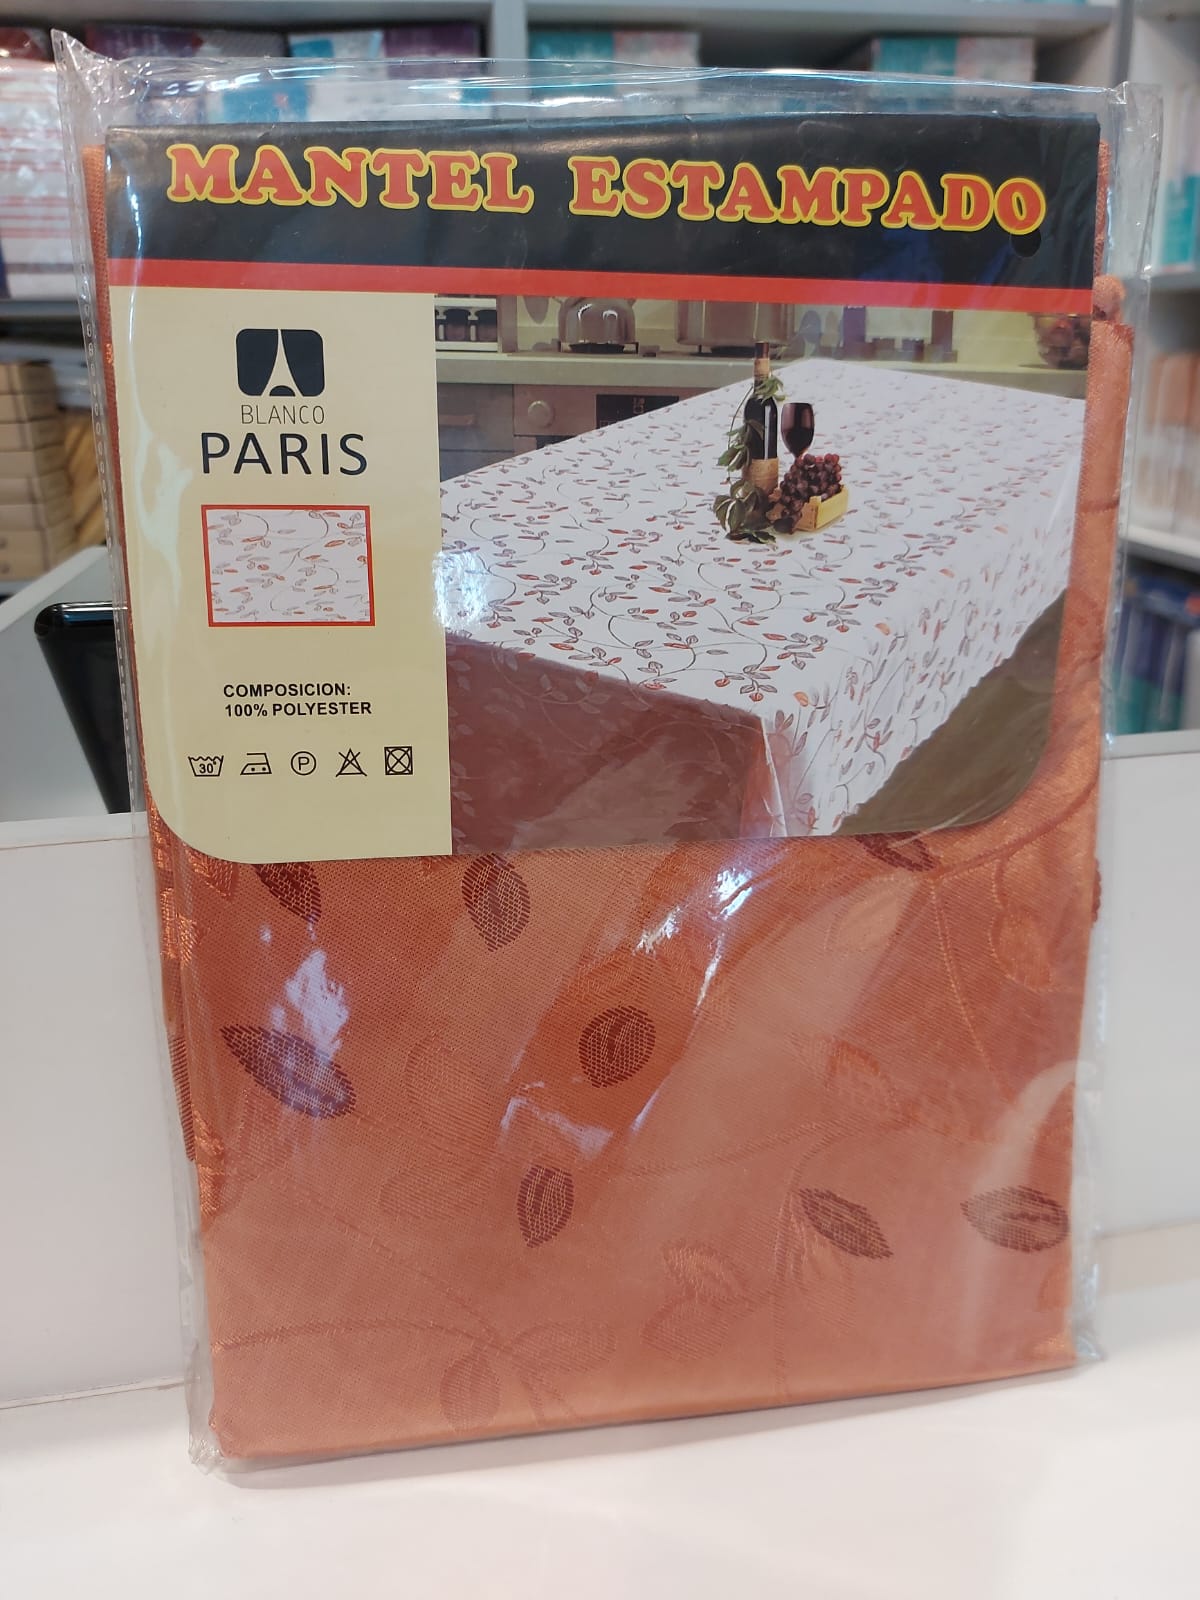 MANTEL ESTAMPADO
BLANCO
PARIS
COMPOSICION:
100% POLYESTER
30°
P